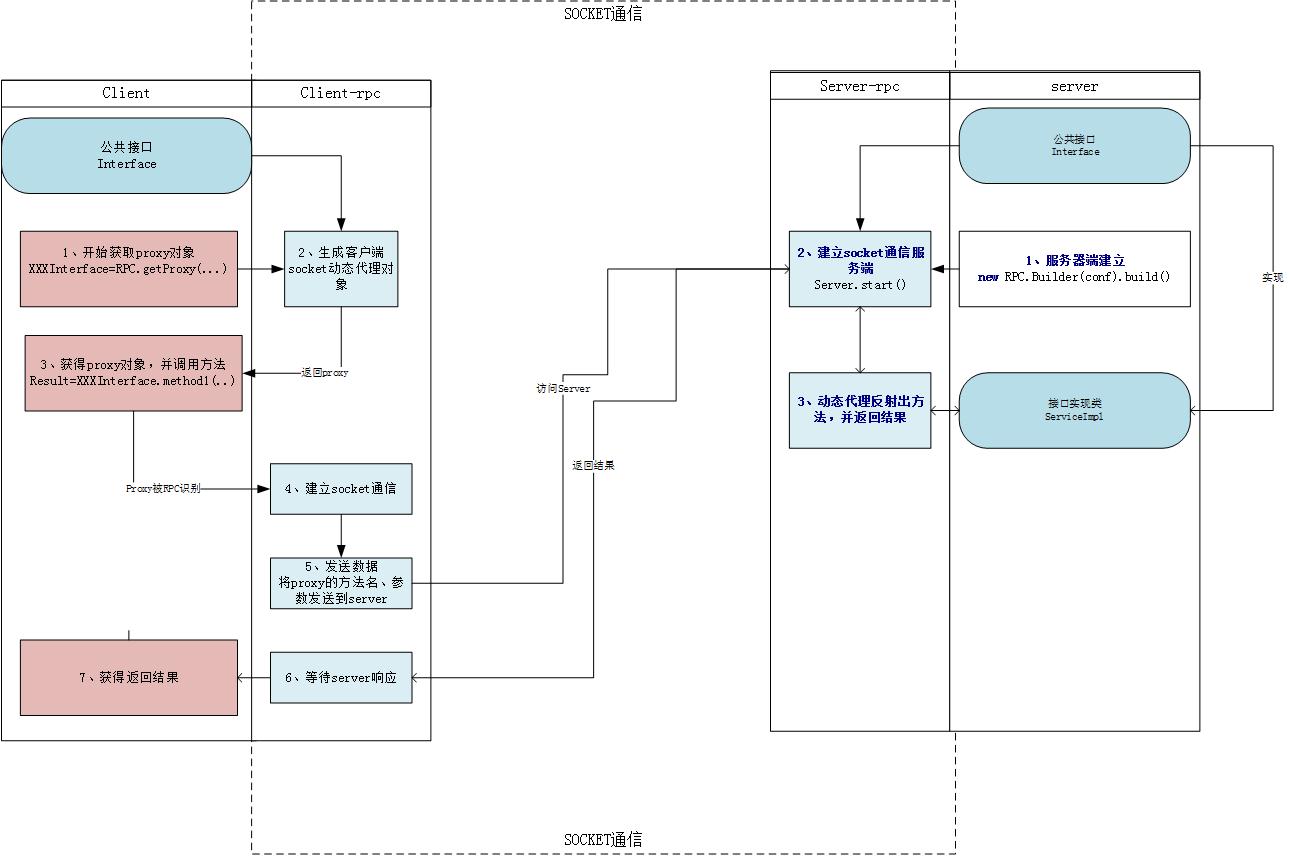 SOCKET通信
Client
Client-rpc
公共接口
Interface
1、开始获取proxy对象
XXXInterface=RPC.getProxy(...)
2、生成客户端
socket动态代理对
象
返回proxy
3、获得proxy对象，并调用方法
Result=XXXInterface.method1(..)
Proxy被RPC识别
4、建立socket通信
5、发送数据
将proxy的方法名、参
数发送到server
6、等待server响应
7、获得返回结果
访问Server
返回结果
Server-rpc
server
公共接口
Interface
2、建立socket通信服
务端
Server.start()
1、服务器端建立
new RPC.Builder(conf).build()
实现
3、动态代理反射出方
法，并返回结果
接口实现类
ServiceImpl
SOCKET通信